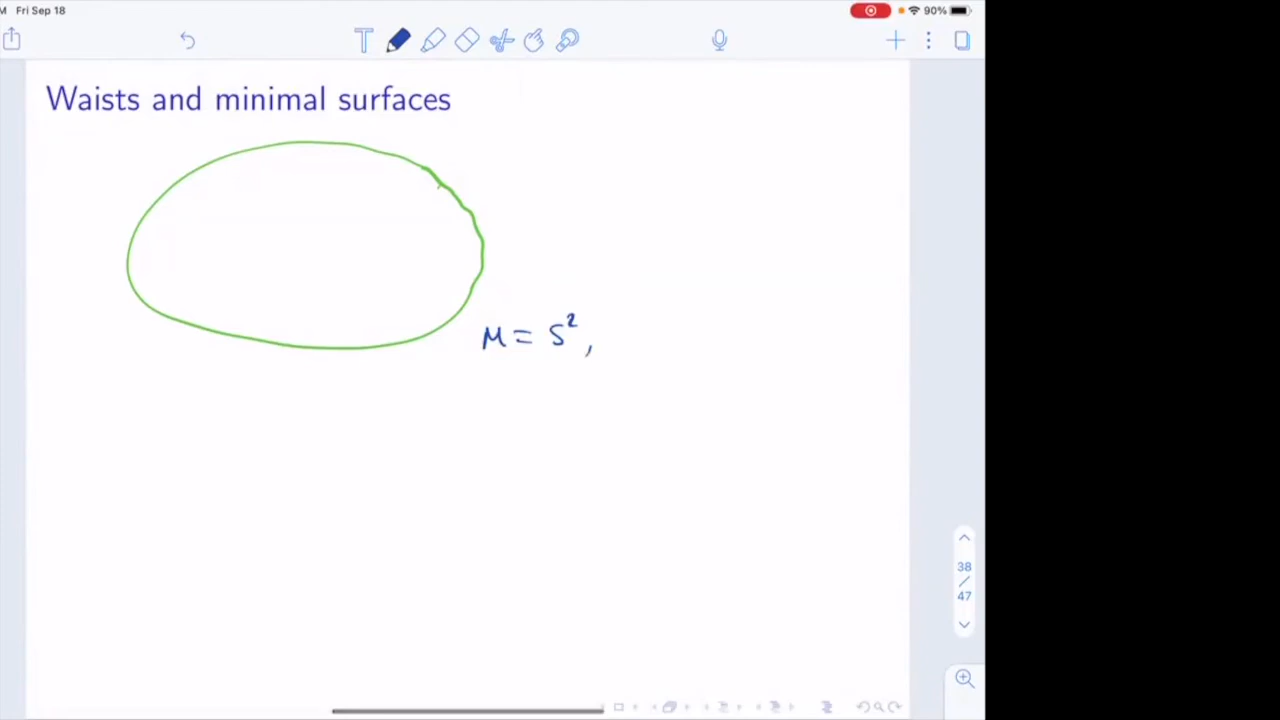 M Fri Sep 18
90%
T
Waists and minimal surfaces
M = S²,
38
/
47